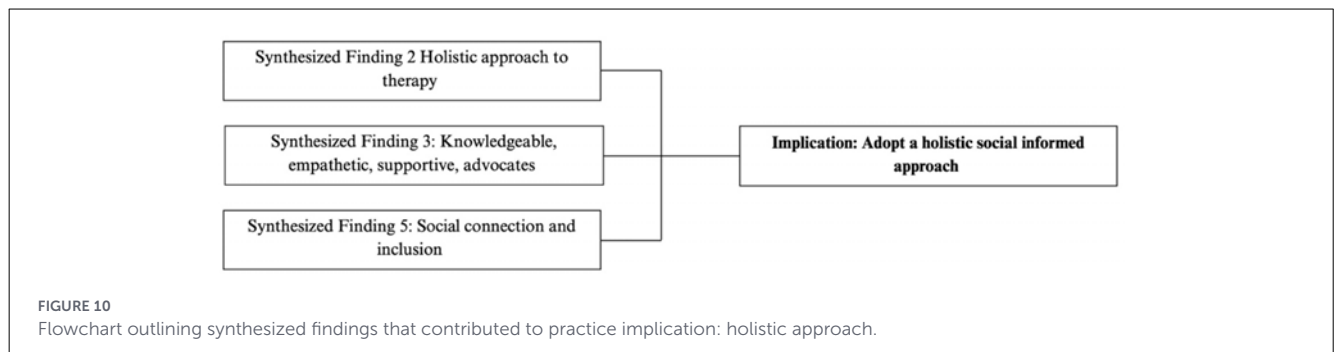 Synthesized Finding 2 Holistic approach to
therapy
Synthesized Finding 3: Knowledgeable,
empathetic, supportive, advocates
Synthesized Finding 5: Social connection and
inclusion
Implication: Adopt a holistic social informed
approach
FIGURE 10
Flowchart outlining synthesized findings that contributed to practice implication: holistic approach.